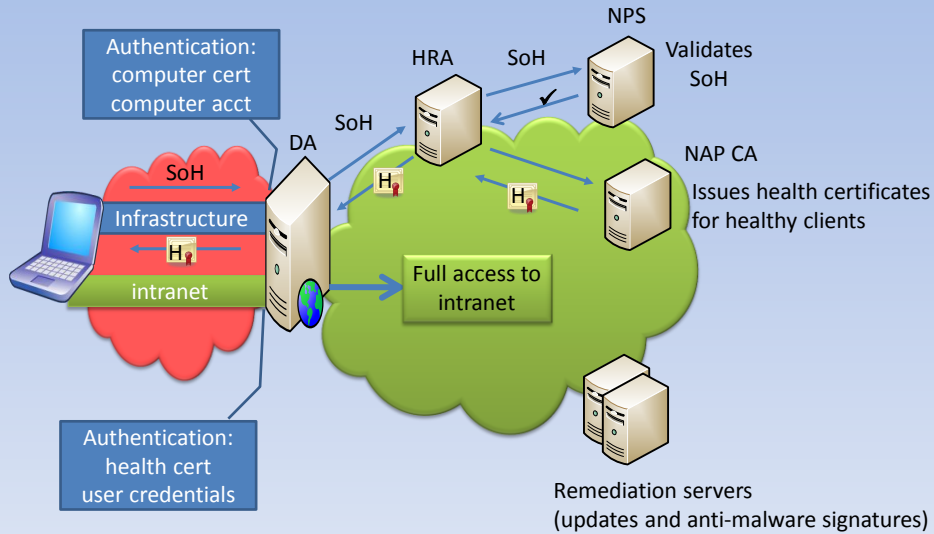 Authentication:
computer cert
computer acct
DA
SoH
HRA
SoH
NPS
Validates
SoH
✓
SoH
Infrastructure
H
intranet
H
H
NAP CA
Issues health certificates
for healthy clients
Full access to
intranet
Authentication:
health cert
user credentials
Remediation servers
(updates and anti-malware signatures)